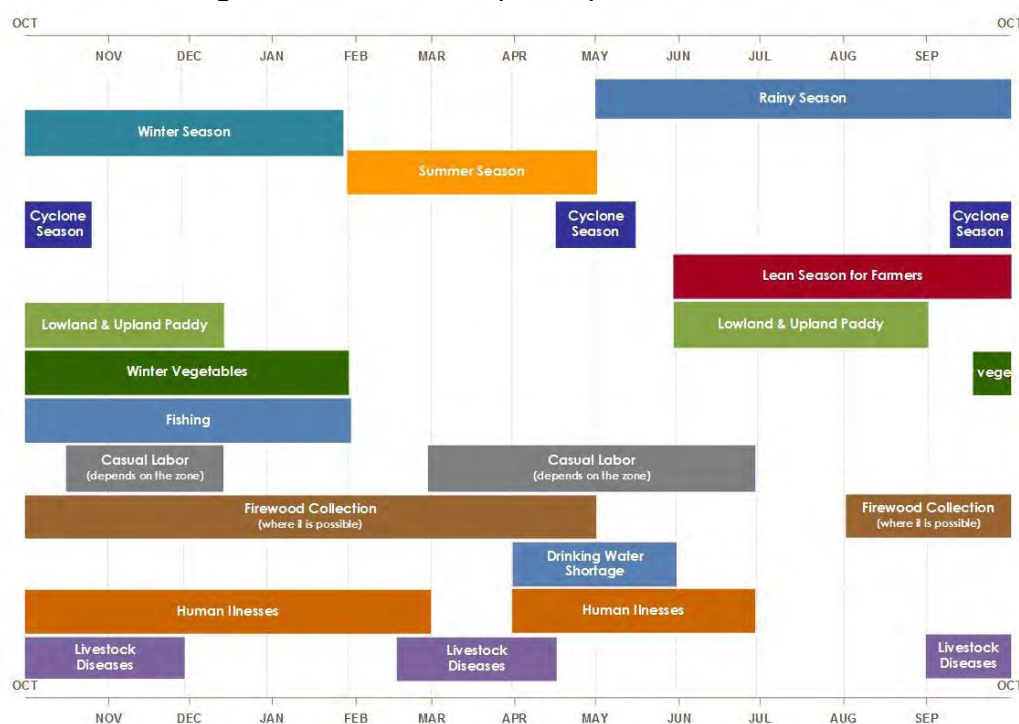 OCT
OCT
NOV DEC JAN FEB MAR APR MAY JUN JUL AUG SEP
Rainy Season
Winter Season
Summer Season
Cyclone
Season
Cyclone
Season
Cyclone
Season
Lean Season for Farmers
Lowland & Upland Paddy
Lowland & Upland Paddy
Winter Vegetables
vege
Fishing
Casual Labor
(depends on the zone)
Casual Labor
(depends on the zone)
Firewood Collection
(where it is possible)
Firewood Collection
(where it is possible)
Drinking Water
Shortage
Human Ilnesses
Human Ilnesses
Livestock
Diseases
Livestock
Diseases
Livestock
Diseases
OCT
OCT
NOV DEC JAN FEB MAR APR MAY JUN JUL AUG SEP